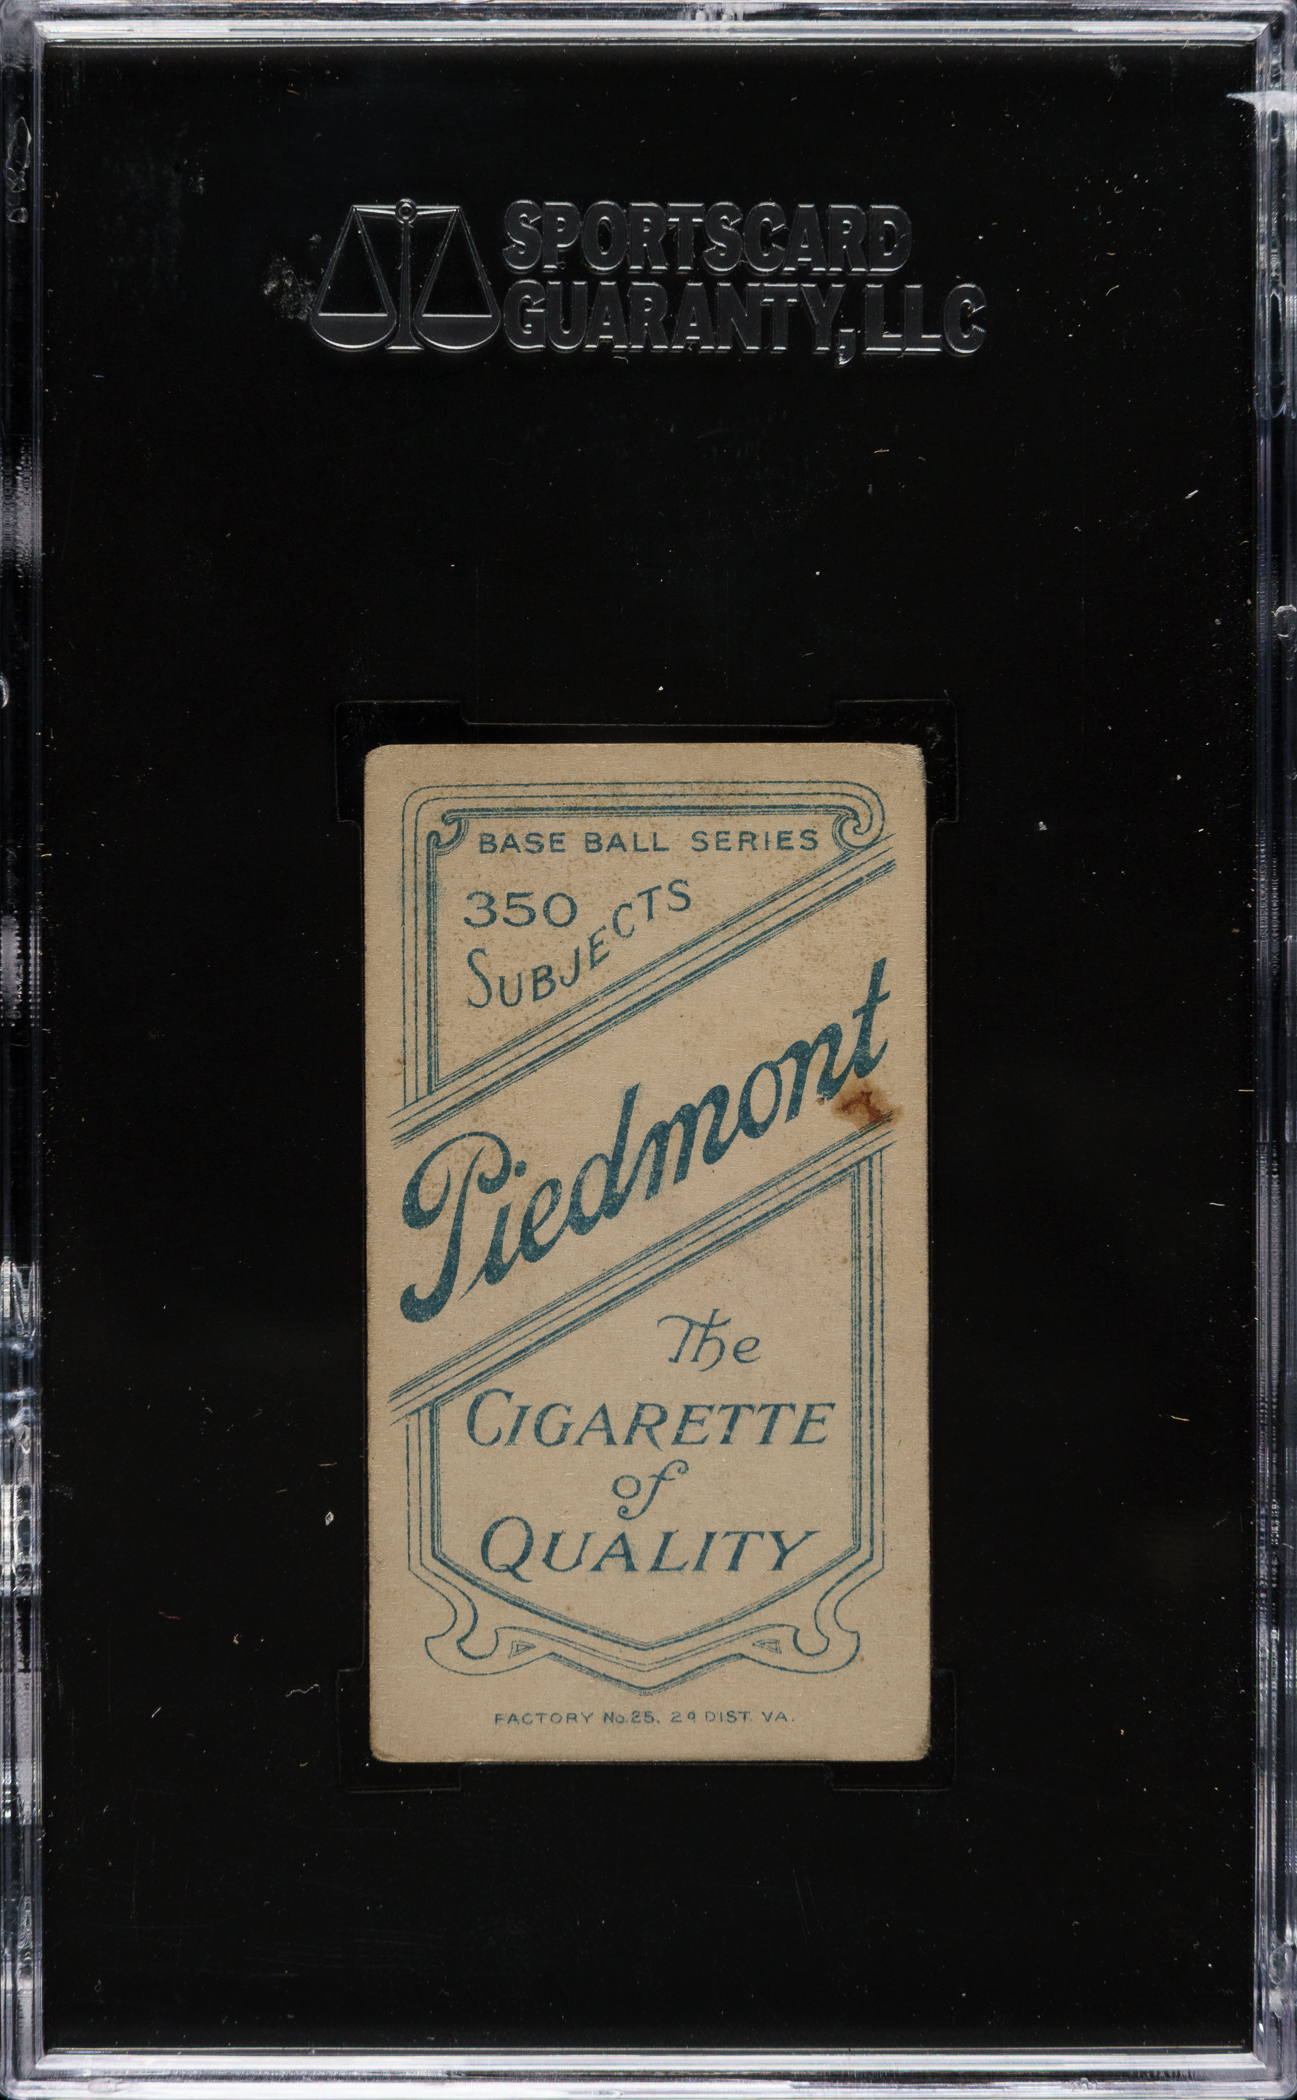 SPORTSCARD
GUARANTY, LLC
BASE BALL SERIES
350
SUBJECTS
Piedmont
The
CIGARETTE
of
QUALITY
FACTORY No. 25, 2d DIST. VA.